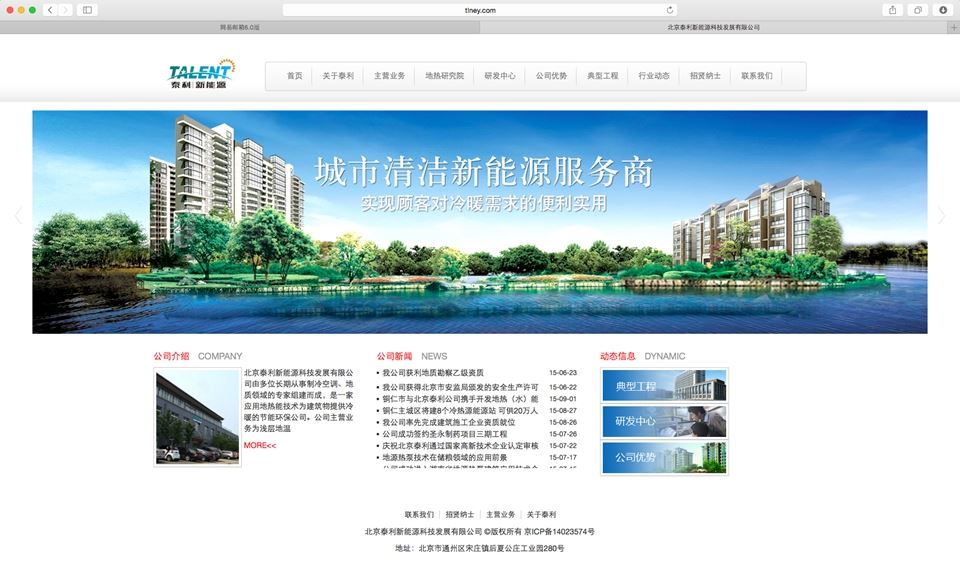 tiney.com
网易邮箱6.0版
北京泰利新能源科技发展有限公司
TALENT
泰利 新能源
首页 关于泰利 主营业务 地热研究院 研发中心 公司优势 典型工程 行业动态 招贤纳士 联系我们
城市清洁新能源服务商
实现顾客对冷暖需求的便利实用
公司介绍 COMPANY
北京泰利新能源科技发展有限公
司由多位长期从事制冷空调、地
质领域的专家组建而成，是一家
应用地热能技术为建筑物提供冷
暖的节能环保公司。公司主营业
务为浅层地温
MORE<<
公司新闻 NEWS
• 我公司获得地质勘察乙级资质 15-06-23
• 我公司获得北京市安监局颁发的安全生产许可 15-06-22
• 铜仁市与北京泰利公司携手开发地热（水）能 15-09-01
• 铜仁主城区将建8个冷热源能源站 可供20万人 15-08-27
• 我公司率先完成建筑施工企业资质就位 15-08-26
• 公司成功签约圣永制药项目三期工程 15-07-26
• 庆祝北京泰利通过国家高新技术企业认定审核 15-07-22
• 地源热泵技术在储粮领域的应用前景 15-07-17
动态信息 DYNAMIC
典型工程
研发中心
公司优势
联系我们 招贤纳士 主营业务 关于泰利
北京泰利新能源科技发展有限公司 ©版权所有 京ICP备14023574号
地址：北京市通州区宋庄镇后夏公庄工业园280号